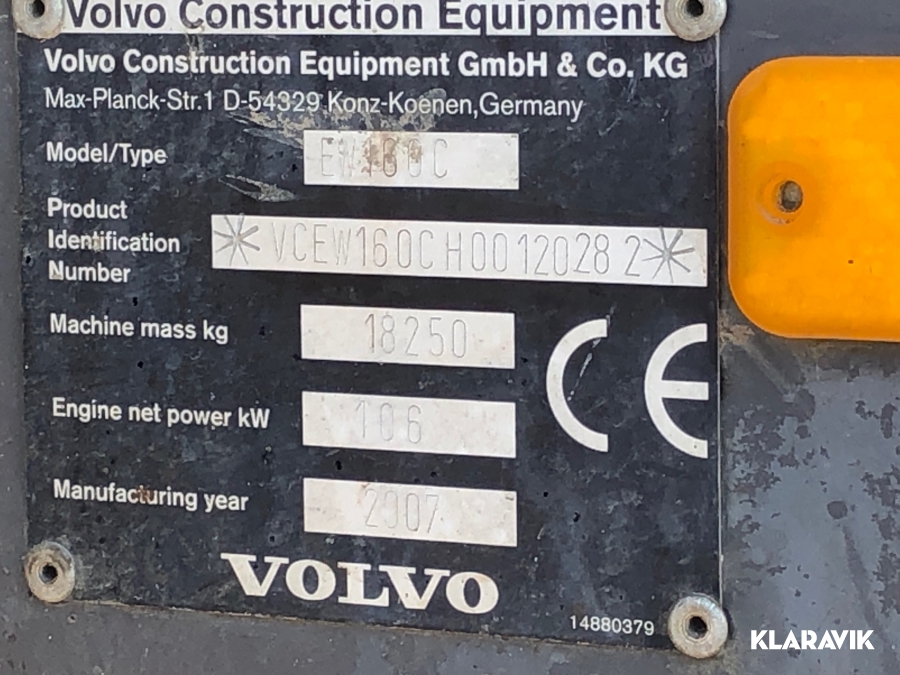 Volvo Construction Equipment
Volvo Construction Equipment GmbH & Co. KG
Max-Planck-Str.1 D-54329 Konz-Koenen,Germany
Model/Type EW160C
Product
Identification
Number
*VCEW160CH00120282*
Machine mass kg 18250
Engine net power kW 106
Manufacturing year 2007
CE
VOLVO
14880379
KLARAVIK